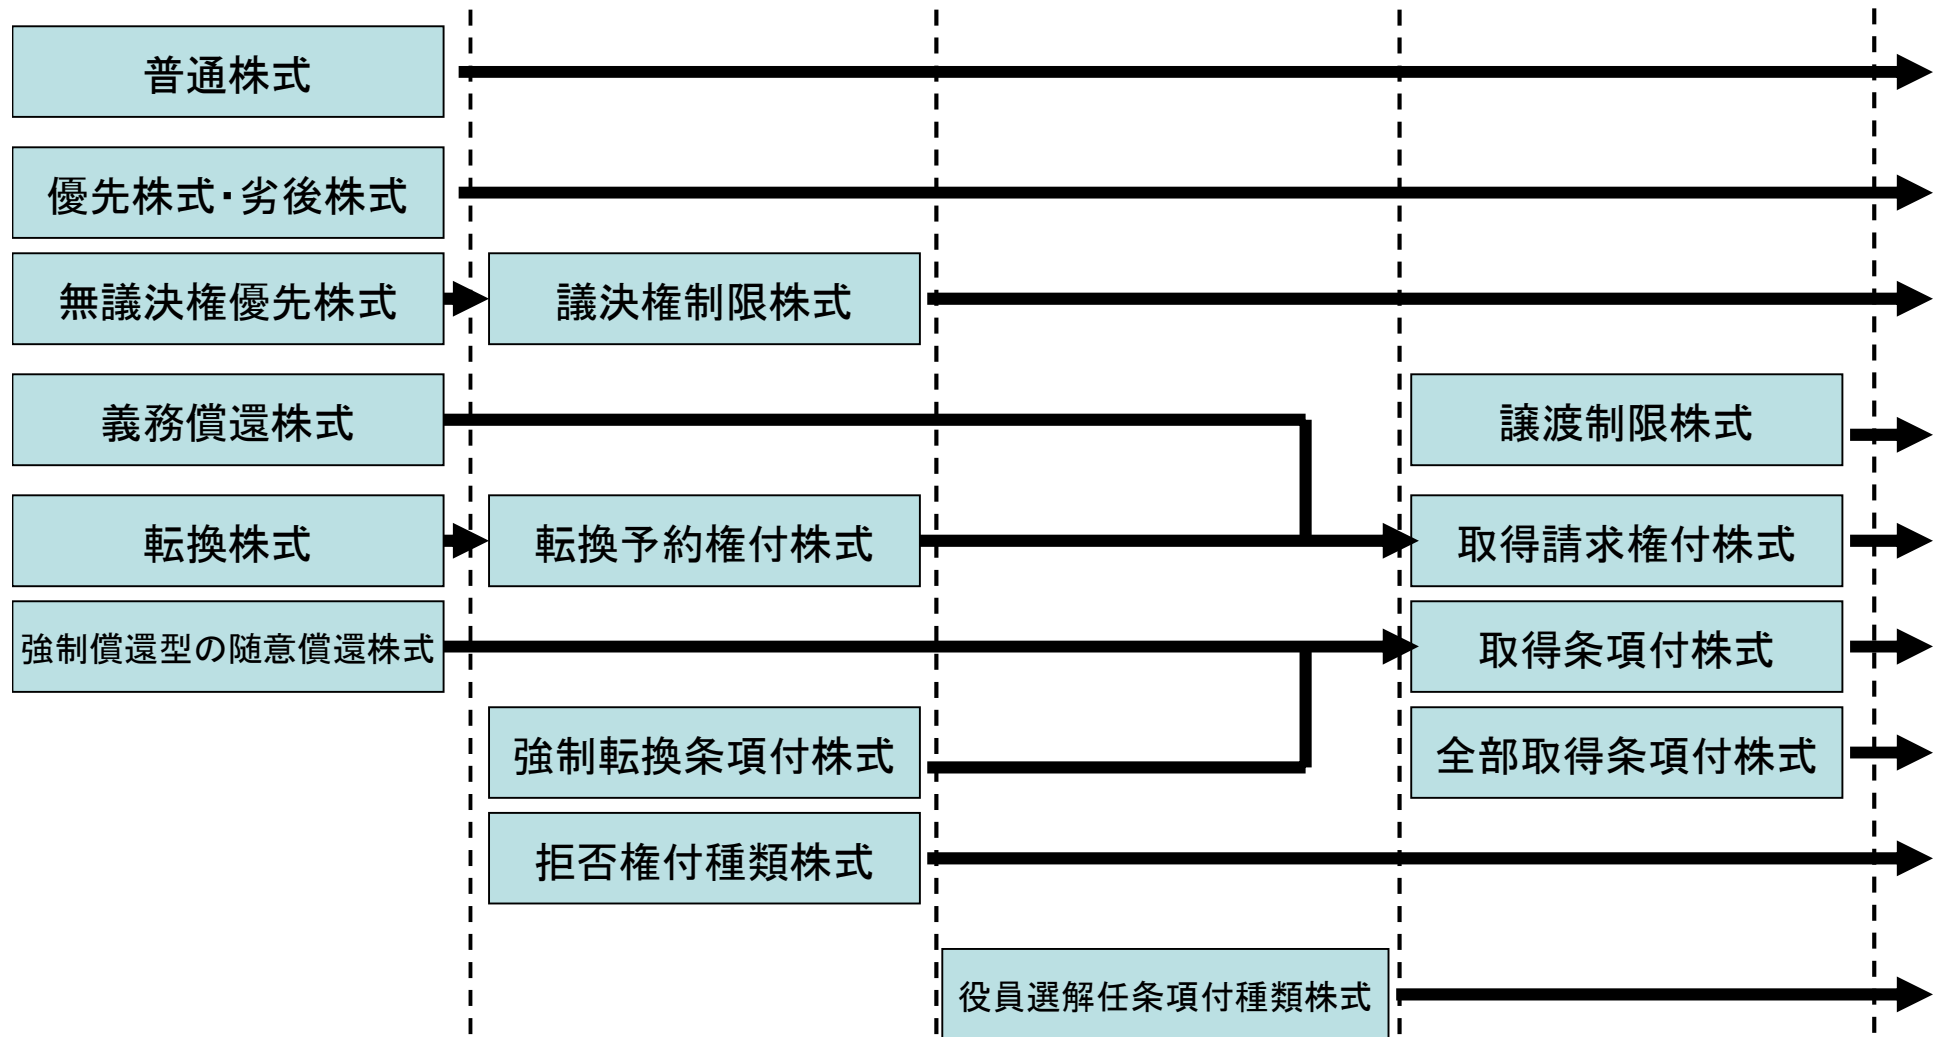 普通株式
優先株式・劣後株式
無議決権優先株式
議決権制限株式
義務償還株式
譲渡制限株式
転換株式
転換予約権付株式
取得請求権付株式
強制償還型の随意償還株式
取得条項付株式
強制転換条項付株式
全部取得条項付株式
拒否権付種類株式
役員選解任条項付種類株式